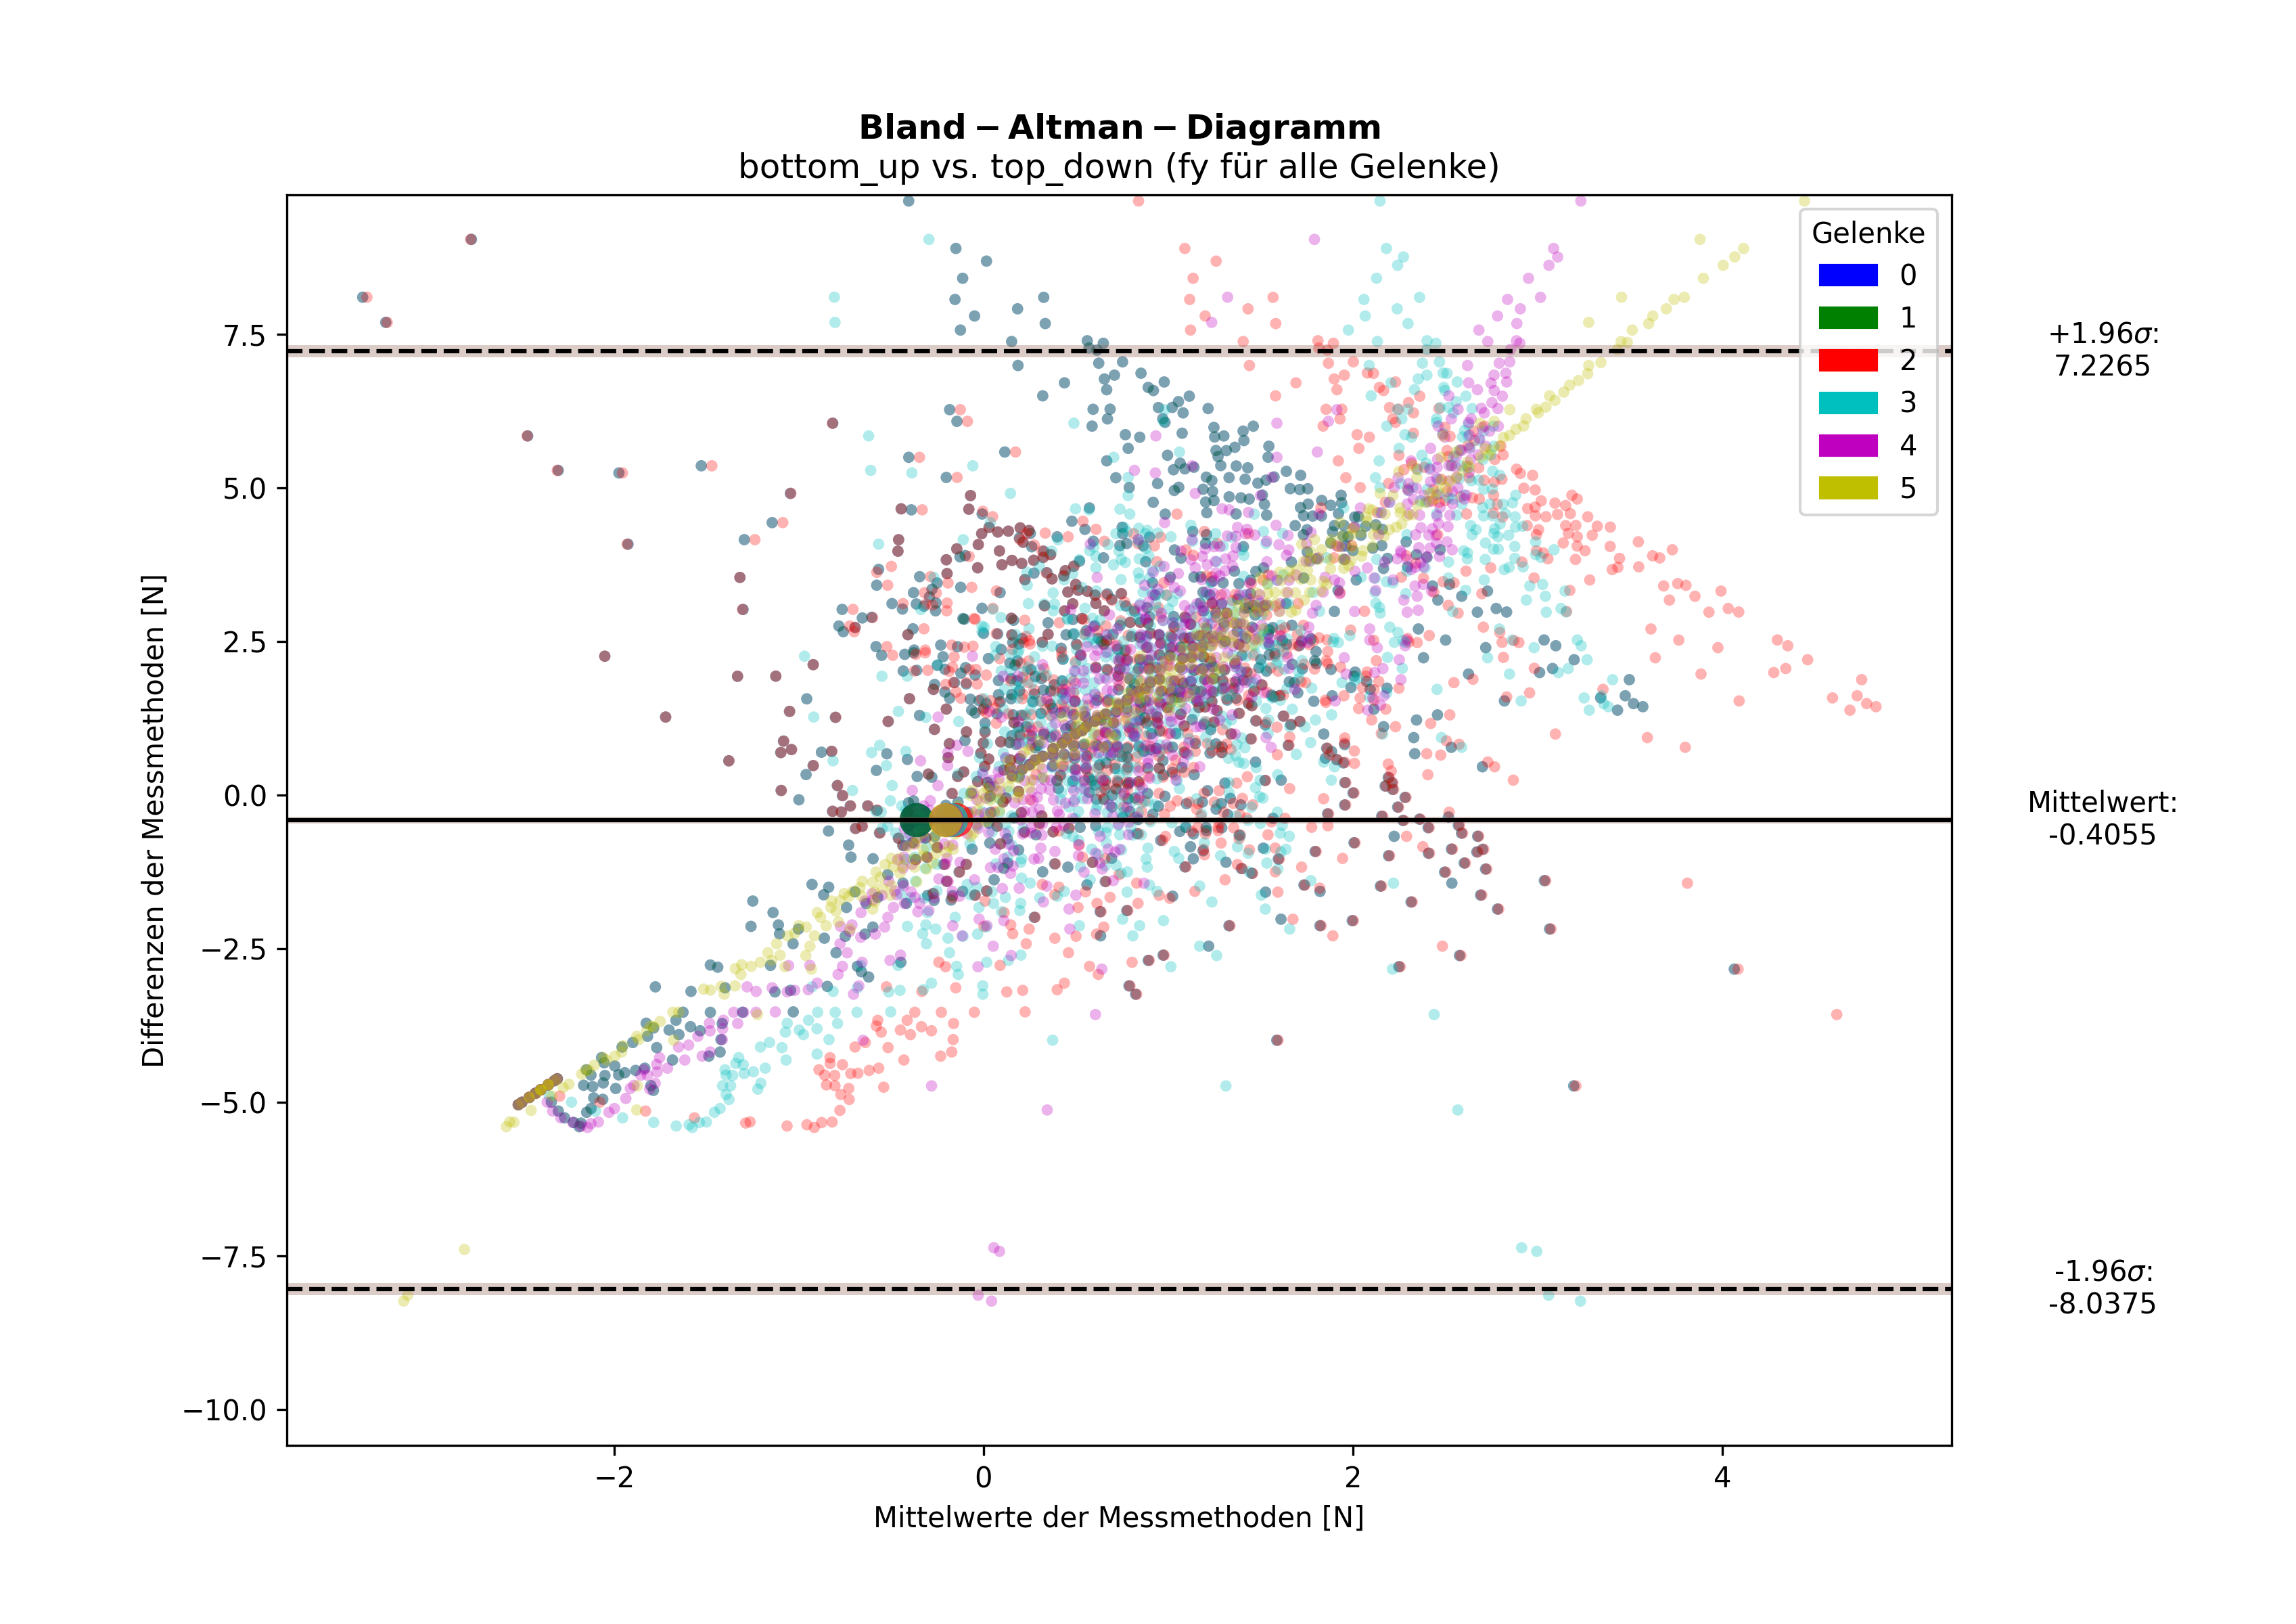 Bland − Altman − Diagramm
bottom_up vs. top_down (fy für alle Gelenke)
Differenzen der Messmethoden [N]
7.5
5.0
2.5
0.0
−2.5
−5.0
−7.5
−10.0
Gelenke
0
1
2
3
4
5
+1.96σ:
7.2265
Mittelwert:
-0.4055
-1.96σ:
-8.0375
−2
0
2
4
Mittelwerte der Messmethoden [N]